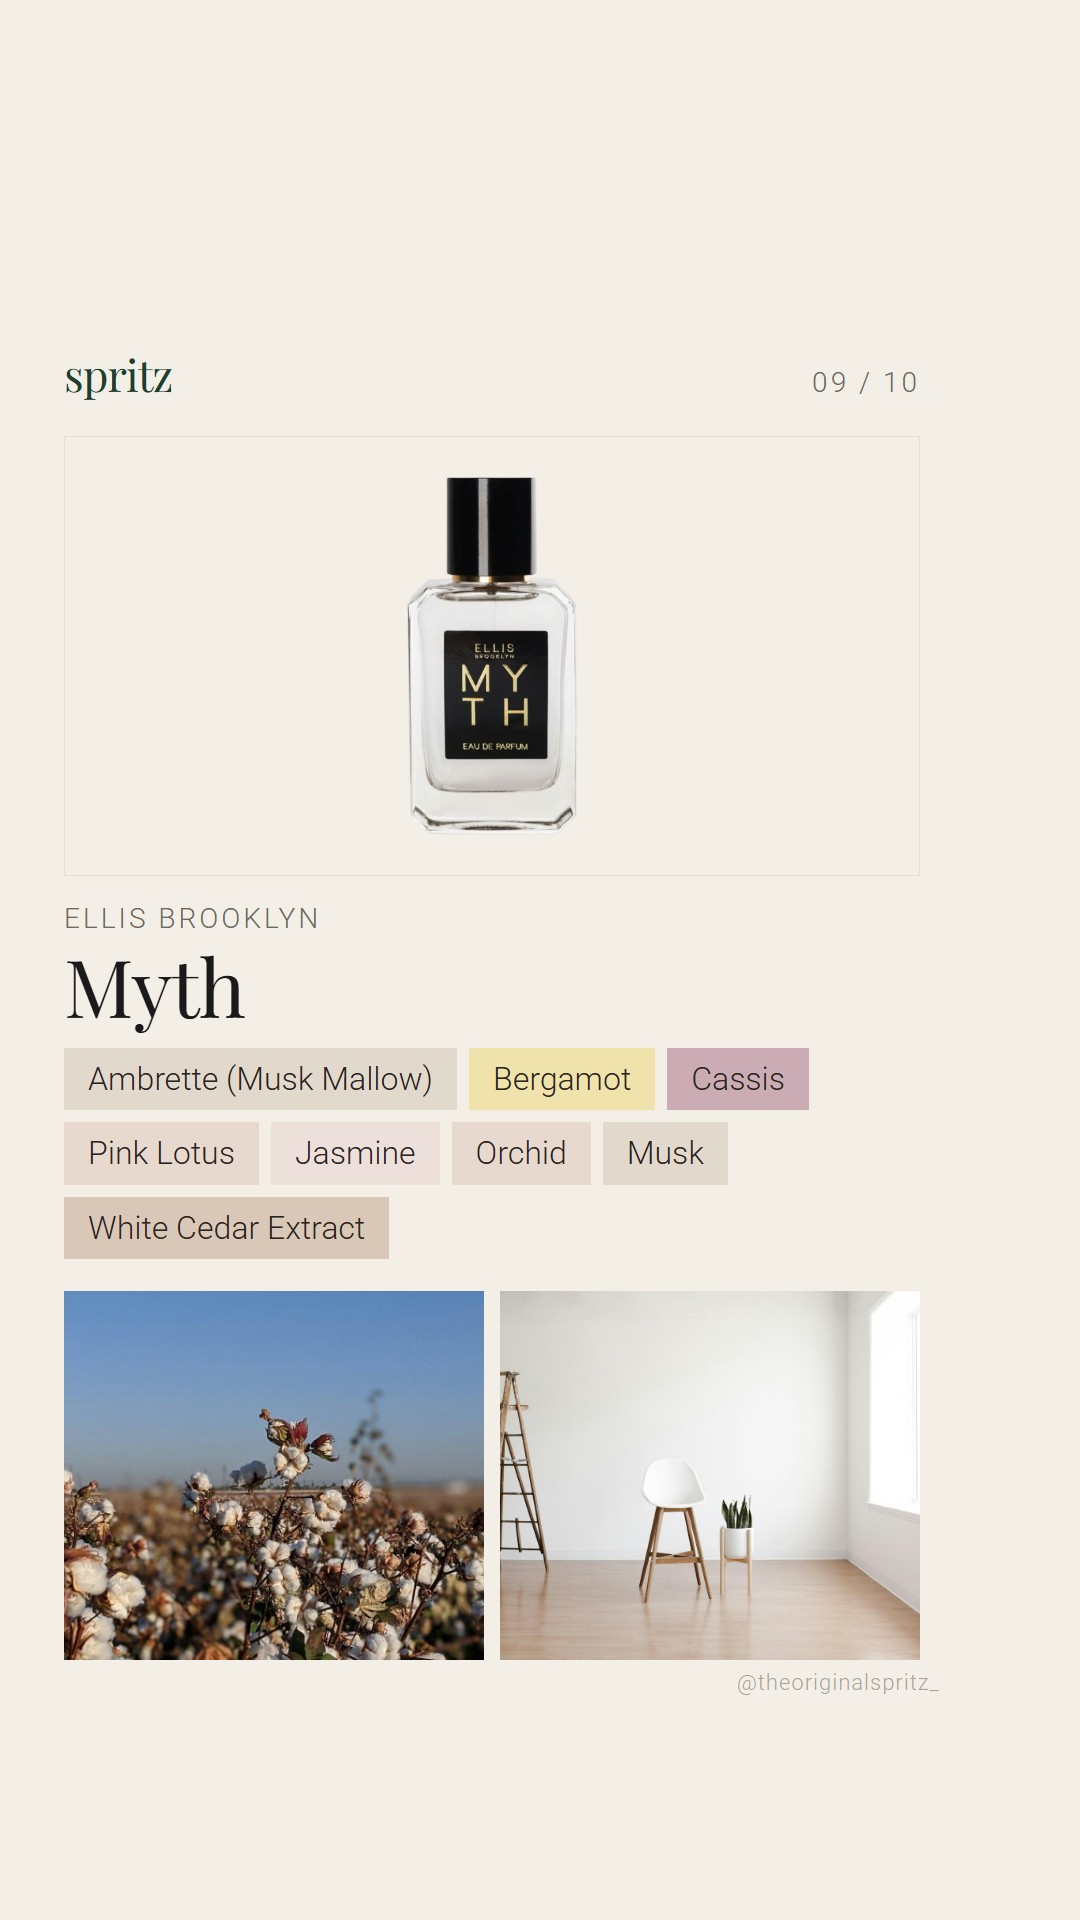 spritz
09 / 10
ELLIS
BROOKLYN
MY
TH
EAU DE PARFUM
ELLIS BROOKLYN
Myth
Ambrette (Musk Mallow) Bergamot Cassis
Pink Lotus Jasmine Orchid Musk
White Cedar Extract
@theoriginalspritz_